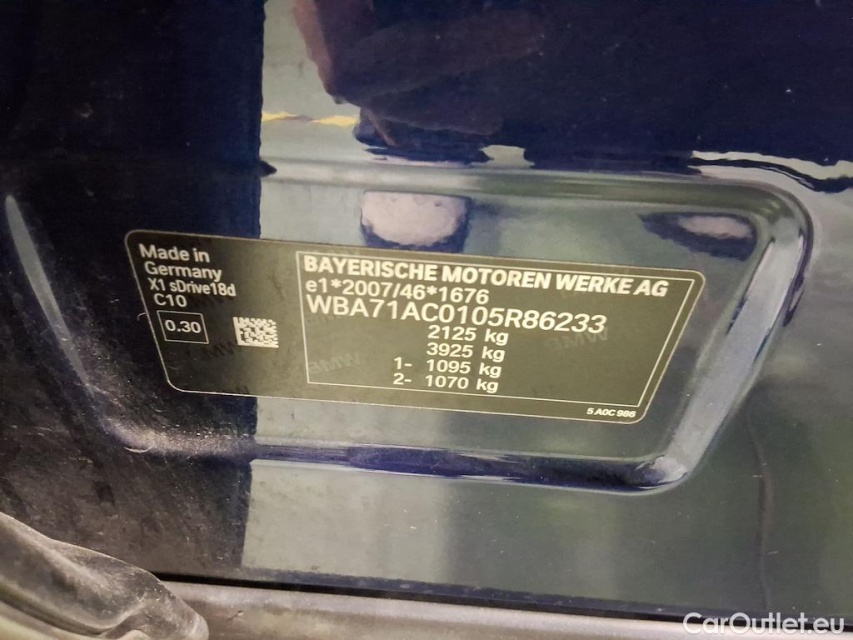 Made in
Germany
X1 sDrive18d
C10
0.30
BAYERISCHE MOTOREN WERKE AG
e1*2007/46*1676
WBA71AC0105R86233
2125 kg
3925 kg
1- 1095 kg
2- 1070 kg
5 A0C 986
CarOutlet.eu